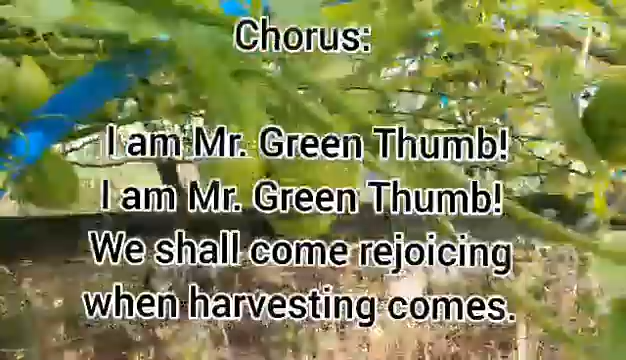 Chorus:
I am Mr. Green Thumb!
I am Mr. Green Thumb!
We shall come rejoicing
when harvesting comes.